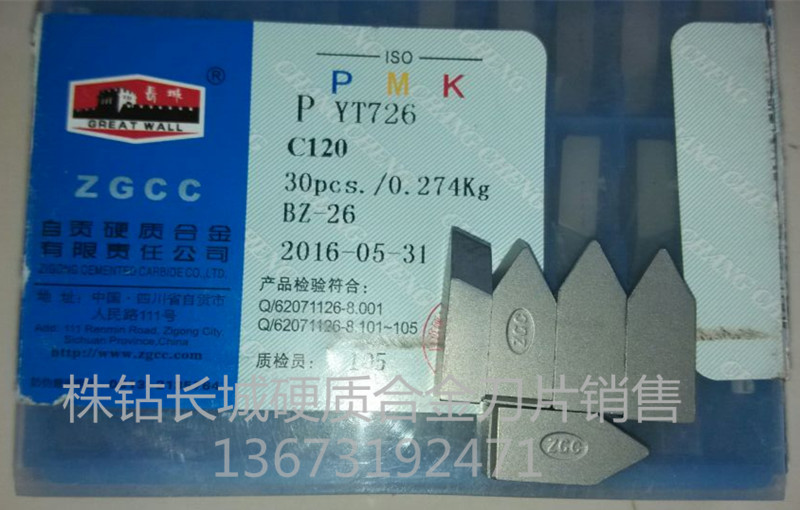 长城
®
GREAT WALL
ZGCC
自贡硬质合金
有限责任公司
ZIGONG CEMENTED CARBIDE CO.,LTD.
地 址：中国·四川省自贡市
人民路111号
Add: 111 Renmin Road, Zigong City
Sichuan Province,China
http://www.zgcc.com
ISO
P M K
P YT726
C120
30pcs./0.274Kg
BZ-26
2016-05-31
产品检验符合：
Q/62071126-8.001
Q/62071126-8.101~105
质检员：
CHANG CHENG
ZGCC
ZGCC
株钻长城硬质合金刀片销售
13673192471